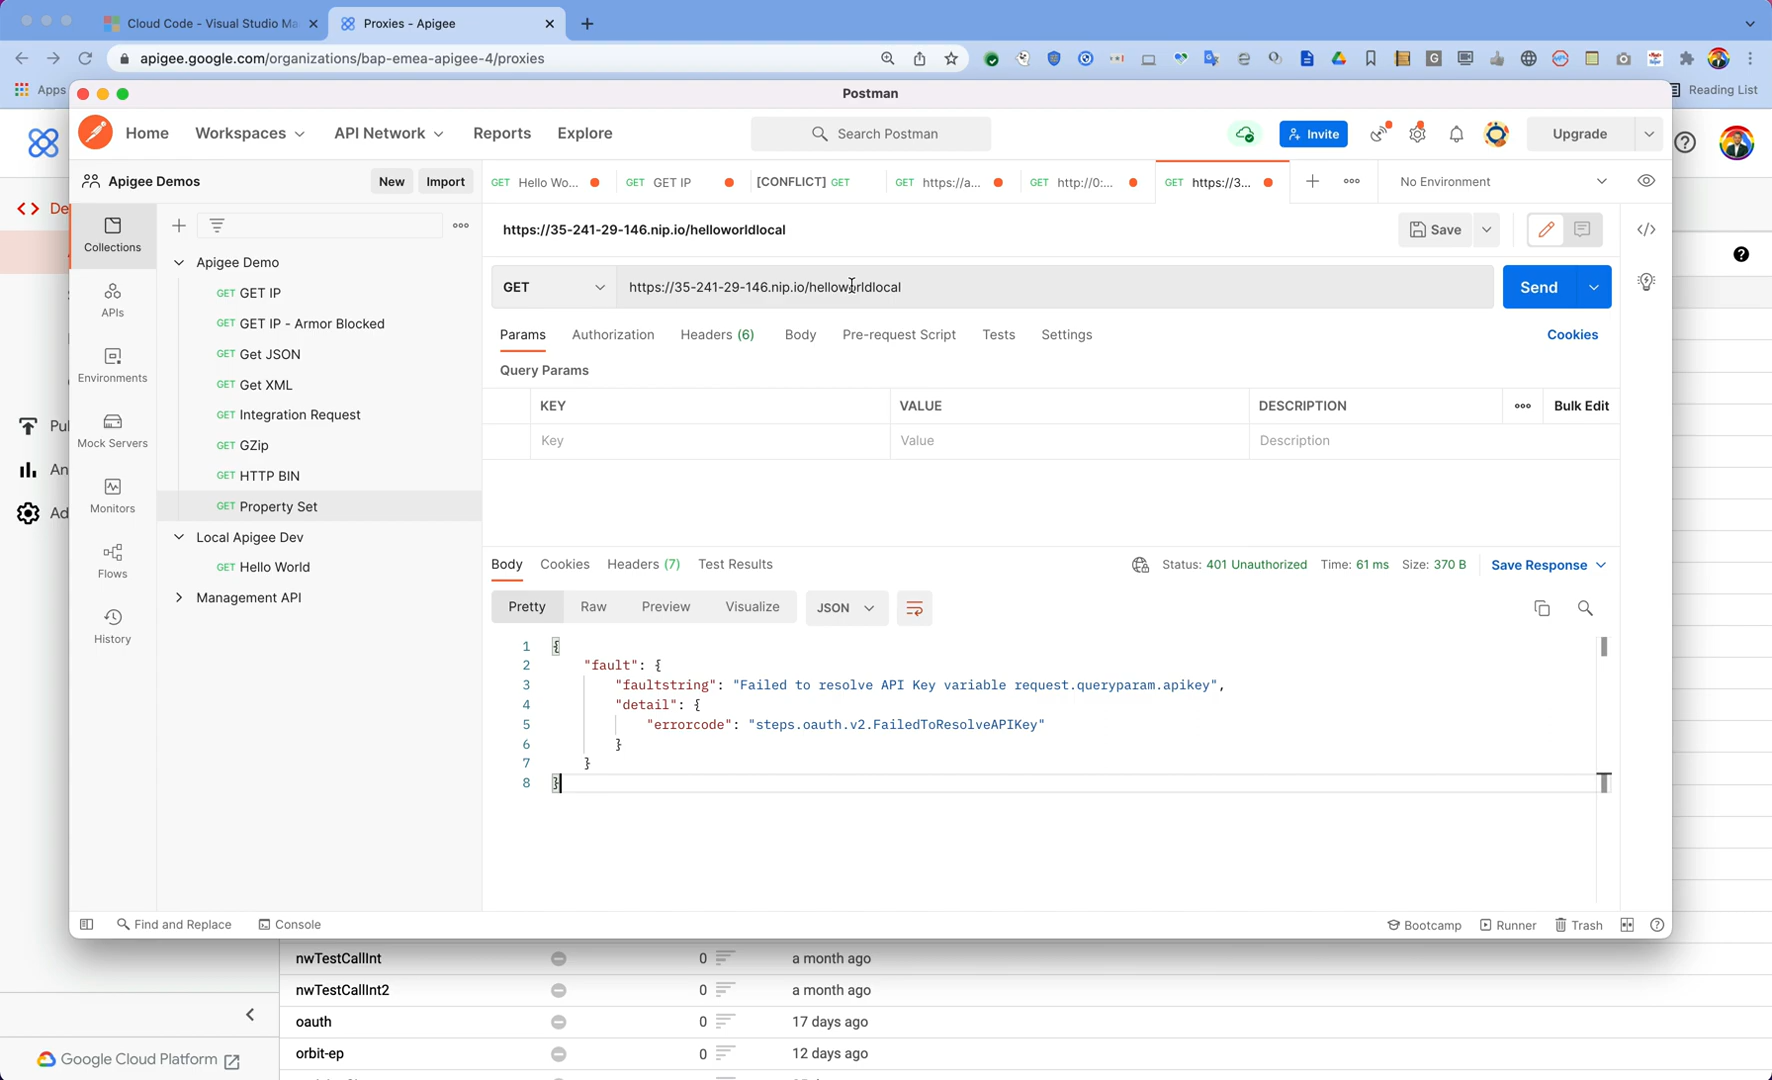 Cloud Code - Visual Studio Ma
Proxies - Apigee
apigee.google.com/organizations/bap-emea-apigee-4/proxies
Apps
Reading List
Postman
Home
Workspaces
API Network
Reports
Explore
Search Postman
Invite
Upgrade
De
Pu
An
Ad
Apigee Demos
New
Import
GET Hello Wo...
GET GET IP
[CONFLICT] GET
GET https://a...
GET http://0:...
GET https://3...
No Environment
Collections
APIs
Environments
Mock Servers
Monitors
Flows
History
Apigee Demo
GET GET IP
GET GET IP - Armor Blocked
GET Get JSON
GET Get XML
GET Integration Request
GET GZip
GET HTTP BIN
GET Property Set
Local Apigee Dev
GET Hello World
Management API
https://35-241-29-146.nip.io/helloworldlocal
Save
GET
https://35-241-29-146.nip.io/helloworldlocal
Send
Params
Authorization
Headers (6)
Body
Pre-request Script
Tests
Settings
Cookies
Query Params
KEY
VALUE
DESCRIPTION
Bulk Edit
Key
Value
Description
Body
Cookies
Headers (7)
Test Results
Status: 401 Unauthorized
Time: 61 ms
Size: 370 B
Save Response
Pretty
Raw
Preview
Visualize
JSON
1 {
2 "fault": {
3 "faultstring": "Failed to resolve API Key variable request.queryparam.apikey",
4 "detail": {
5 "errorcode": "steps.oauth.v2.FailedToResolveAPIKey"
6 }
7 }
8 }
Find and Replace
Console
Bootcamp
Runner
Trash
nwTestCallInt 0 a month ago
nwTestCallInt2 0 a month ago
oauth 0 17 days ago
orbit-ep 0 12 days ago
Google Cloud Platform